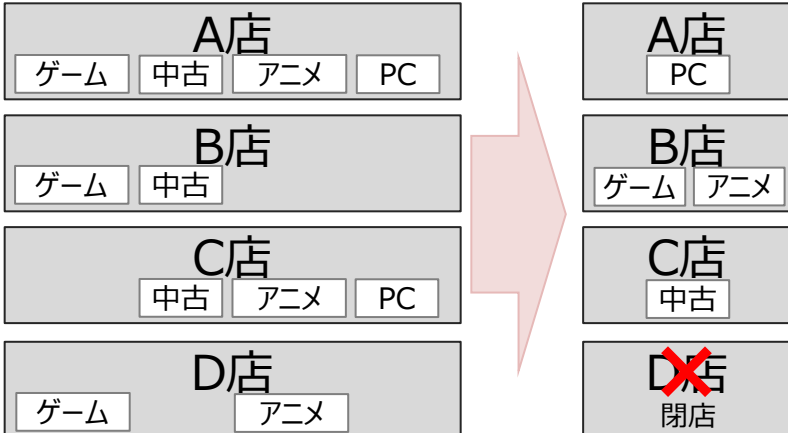 A店
ゲーム 中古 アニメ PC
B店
ゲーム 中古
C店
中古 アニメ PC
D店
ゲーム アニメ
A店
PC
B店
ゲーム アニメ
C店
中古
D店
閉店